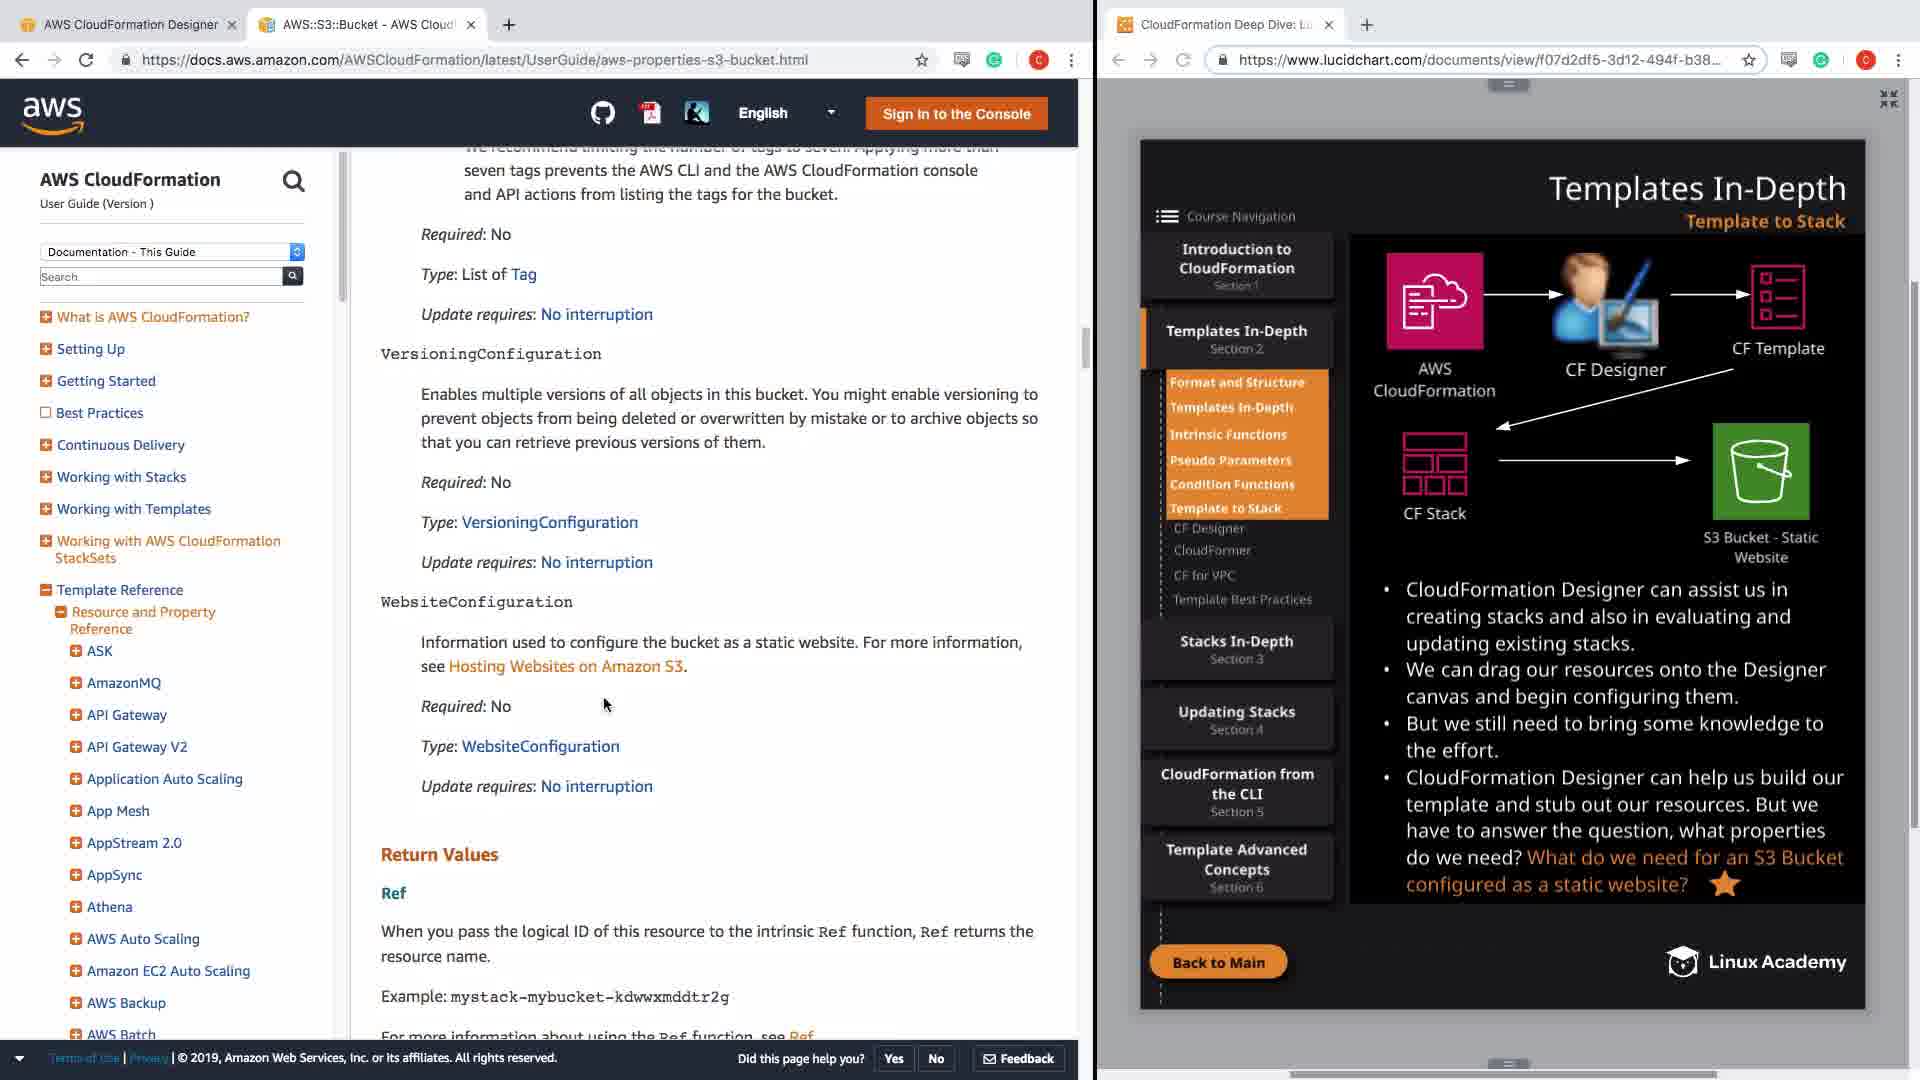 AWS CloudFormation Designer
AWS::S3::Bucket - AWS Cloud
https://docs.aws.amazon.com/AWSCloudFormation/latest/UserGuide/aws-properties-s3-bucket.html
C
aws
English
Sign In to the Console
AWS CloudFormation
User Guide (Version )
Documentation - This Guide
Search
What is AWS CloudFormation?
Setting Up
Getting Started
Best Practices
Continuous Delivery
Working with Stacks
Working with Templates
Working with AWS CloudFormation
StackSets
Template Reference
Resource and Property
Reference
ASK
AmazonMQ
API Gateway
API Gateway V2
Application Auto Scaling
App Mesh
AppStream 2.0
AppSync
Athena
AWS Auto Scaling
Amazon EC2 Auto Scaling
AWS Backup
AWS Batch
We recommend limiting the number of tags to seven. Applying more than
seven tags prevents the AWS CLI and the AWS CloudFormation console
and API actions from listing the tags for the bucket.
Required: No
Type: List of Tag
Update requires: No interruption
VersioningConfiguration
Enables multiple versions of all objects in this bucket. You might enable versioning to
prevent objects from being deleted or overwritten by mistake or to archive objects so
that you can retrieve previous versions of them.
Required: No
Type: VersioningConfiguration
Update requires: No interruption
WebsiteConfiguration
Information used to configure the bucket as a static website. For more information,
see Hosting Websites on Amazon S3.
Required: No
Type: WebsiteConfiguration
Update requires: No interruption
Return Values
Ref
When you pass the logical ID of this resource to the intrinsic Ref function, Ref returns the
resource name.
Example: mystack-mybucket-kdwwxmddtr2g
For more information about using the Ref function, see Ref.
Terms of Use | Privacy | © 2019, Amazon Web Services, Inc. or its affiliates. All rights reserved.
Did this page help you?
Yes
No
Feedback
CloudFormation Deep Dive: Lu
https://www.lucidchart.com/documents/view/f07d2df5-3d12-494f-b38...
C
Templates In-Depth
Template to Stack
Course Navigation
Introduction to
CloudFormation
Section 1
Templates In-Depth
Section 2
Format and Structure
Templates In-Depth
Intrinsic Functions
Pseudo Parameters
Condition Functions
Template to Stack
CF Designer
CloudFormer
CF for VPC
Template Best Practices
Stacks In-Depth
Section 3
Updating Stacks
Section 4
CloudFormation from
the CLI
Section 5
Template Advanced
Concepts
Section 6
Back to Main
AWS
CloudFormation
CF Designer
CF Template
CF Stack
S3 Bucket - Static
Website
• CloudFormation Designer can assist us in
creating stacks and also in evaluating and
updating existing stacks.
• We can drag our resources onto the Designer
canvas and begin configuring them.
• But we still need to bring some knowledge to
the effort.
• CloudFormation Designer can help us build our
template and stub out our resources. But we
have to answer the question, what properties
do we need? What do we need for an S3 Bucket
configured as a static website?
Linux Academy